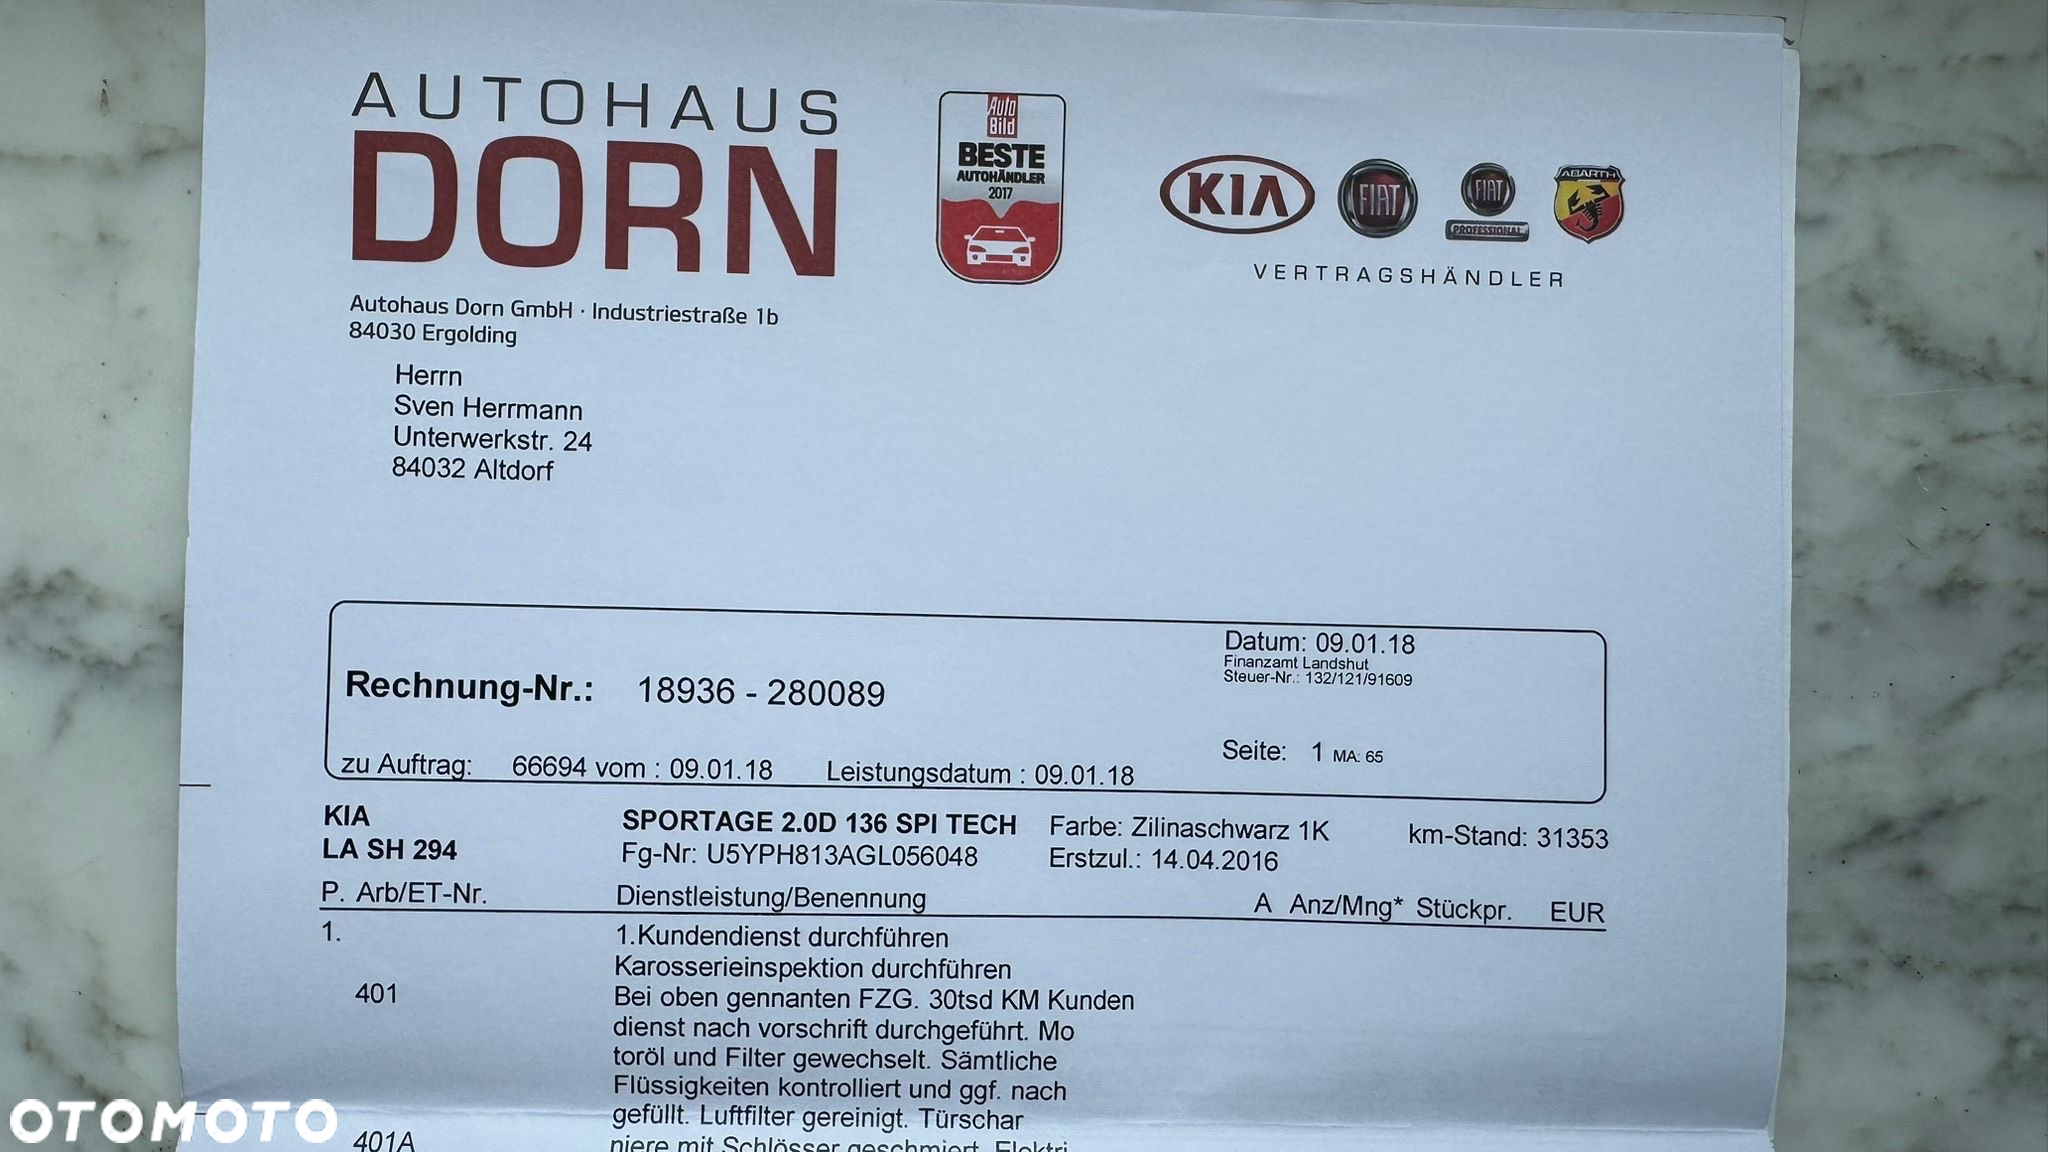 AUTOHAUS
DORN
Auto
Bild
BESTE
AUTOHÄNDLER
2017
KIA
FIAT
FIAT
PROFESSIONAL
ABARTH
VERTRAGSHÄNDLER
Autohaus Dorn GmbH · Industriestraße 1b
84030 Ergolding
Herrn
Sven Herrmann
Unterwerkstr. 24
84032 Altdorf
Datum: 09.01.18
Finanzamt Landshut
Steuer-Nr.: 132/121/91609
Rechnung-Nr.: 18936 - 280089
Seite: 1 MA: 65
zu Auftrag: 66694 vom : 09.01.18 Leistungsdatum : 09.01.18
KIA SPORTAGE 2.0D 136 SPI TECH Farbe: Zilinaschwarz 1K km-Stand: 31353
LA SH 294 Fg-Nr: U5YPH813AGL056048 Erstzul.: 14.04.2016
P. Arb/ET-Nr. Dienstleistung/Benennung A Anz/Mng* Stückpr. EUR
1. 1.Kundendienst durchführen
Karosserieinspektion durchführen
401 Bei oben gennanten FZG. 30tsd KM Kunden
dienst nach vorschrift durchgeführt. Mo
toröl und Filter gewechselt. Sämtliche
Flüssigkeiten kontrolliert und ggf. nach
gefüllt. Luftfilter gereinigt. Türschar
401A niere mit Schlösser geschmiert. Elektri
OTOMOTO